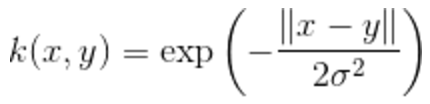 k(x, y) = exp(−‖x − y‖ / 2σ²)